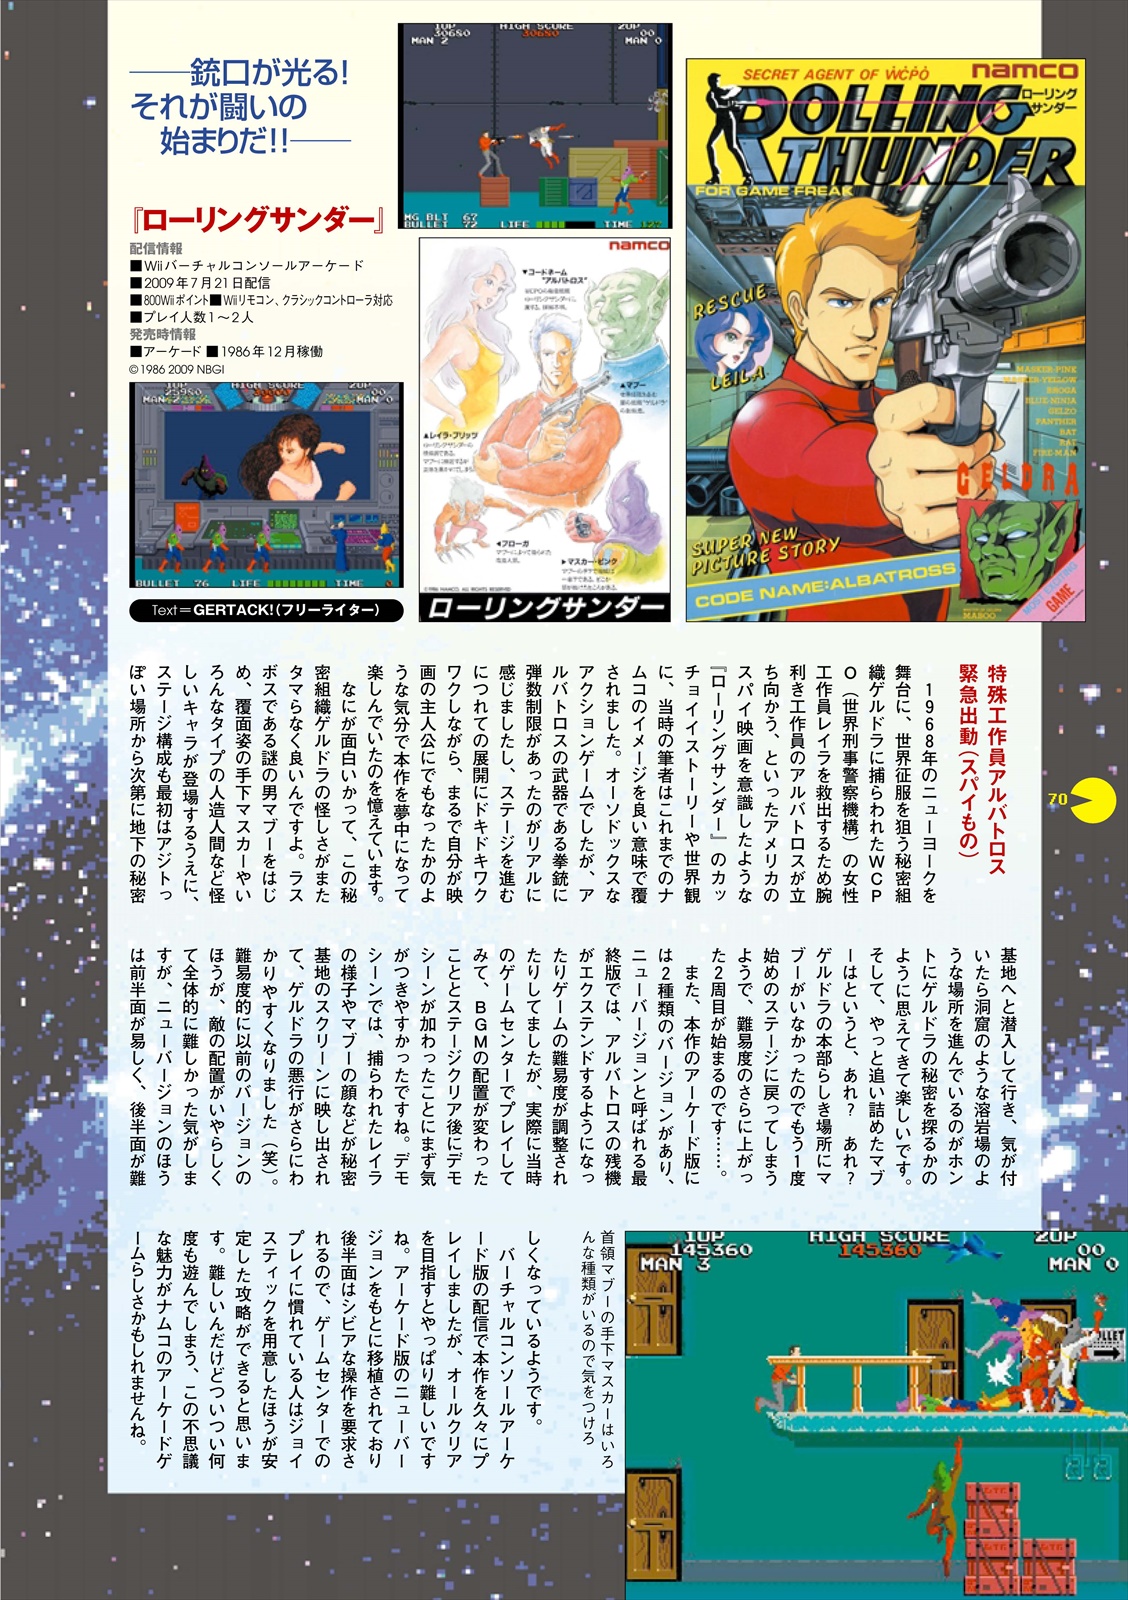 ――銃口が光る!
それが闘いの
始まりだ!!――
『ローリングサンダー』
配信情報
■Wiiバーチャルコンソールアーケード
■2009年7月21日配信
■800Wiiポイント■Wiiリモコン、クラシックコントローラ対応
■プレイ人数1～2人
発売時情報
■アーケード ■1986年12月稼働
©1986 2009 NBGI
1UP HIGH SCORE 2UP
30680 30680 00
MAN 2 MAN 0
MG BLT 67
BULLET 72 LIFE TIME
namco
▼コードネーム
“アルバトロス”
▲マブー
▲レイラ・ブリッツ
◀ブローガ
▶マスカー・ピンク
ローリングサンダー
SECRET AGENT OF WCPO namco
ROLLING
THUNDER
ローリング
サンダー
FOR GAME FREAK
RESCUE
LEILA
MASKER-PINK
MASKER-YELLOW
BROGA
BLUE-NINJA
GELZO
PANTHER
BAT
RAT
FIRE-MAN
GELDRA
SUPER NEW
PICTURE STORY
CODE NAME:ALBATROSS
MABOO
MOST EXCITING
GAME
1UP HIGH SCORE 2UP
25980 00
MAN 2 MAN 0
BULLET 76 LIFE TIME 0
Text=GERTACK!(フリーライター)
特殊工作員アルバトロス
緊急出動(スパイもの)
1968年のニューヨークを
舞台に、世界征服を狙う秘密組
織ゲルドラに捕らわれたWCP
O(世界刑事警察機構)の女性
工作員レイラを救出するため腕
利き工作員のアルバトロスが立
ち向かう、といったアメリカの
スパイ映画を意識したような
『ローリングサンダー』のカッ
チョイイストーリーや世界観
に、当時の筆者はこれまでのナ
ムコのイメージを良い意味で覆
されました。オーソドックスな
アクションゲームでしたが、ア
ルバトロスの武器である拳銃に
弾数制限があったのがリアルに
感じましたし、ステージを進む
につれての展開にドキドキワク
ワクしながら、まるで自分が映
画の主人公にでもなったかのよ
うな気分で本作を夢中になって
楽しんでいたのを憶えています。
なにが面白いかって、この秘
密組織ゲルドラの怪しさがまた
タマらなく良いんですよ。ラス
ボスである謎の男マブーをはじ
め、覆面姿の手下マスカーやい
ろんなタイプの人造人間など怪
しいキャラが登場するうえに、
ステージ構成も最初はアジトっ
ぽい場所から次第に地下の秘密
70
基地へと潜入して行き、気が付
いたら洞窟のような溶岩場のよ
うな場所を進んでいるのがホン
トにゲルドラの秘密を探るかの
ように思えてきて楽しいです。
そして、やっと追い詰めたマブ
ーはというと、あれ? あれ?
ゲルドラの本部らしき場所にマ
ブーがいなかったのでもう1度
始めのステージに戻ってしまう
ようで、難易度のさらに上がっ
た2周目が始まるのです……。
また、本作のアーケード版に
は2種類のバージョンがあり、
ニューバージョンと呼ばれる最
終版では、アルバトロスの残機
がエクステンドするようになっ
たりゲームの難易度が調整され
たりしてましたが、実際に当時
のゲームセンターでプレイして
みて、BGMの配置が変わった
こととステージクリア後にデモ
シーンが加わったことにまず気
がつきやすかったですね。デモ
シーンでは、捕らわれたレイラ
の様子やマブーの顔などが秘密
基地のスクリーンに映し出され
て、ゲルドラの悪行がさらにわ
かりやすくなりました(笑)。
難易度的に以前のバージョンの
ほうが、敵の配置がいやらしく
て全体的に難しかった気がしま
すが、ニューバージョンのほう
は前半面が易しく、後半面が難
しくなっているようです。
バーチャルコンソールアーケ
ード版の配信で本作を久々にプ
レイしましたが、オールクリア
を目指すとやっぱり難しいです
ね。アーケード版のニューバー
ジョンをもとに移植されており
後半面はシビアな操作を要求さ
れるので、ゲームセンターでの
プレイに慣れている人はジョイ
スティックを用意したほうが安
定した攻略ができると思いま
す。難しいんだけどついつい何
度も遊んでしまう、この不思議
な魅力がナムコのアーケードゲ
ームらしさかもしれませんね。
首領マブーの手下マスカーはいろ
んな種類がいるので気をつけろ
1UP HIGH SCORE 2UP
145360 145360 00
MAN 3 MAN 0
BULLET